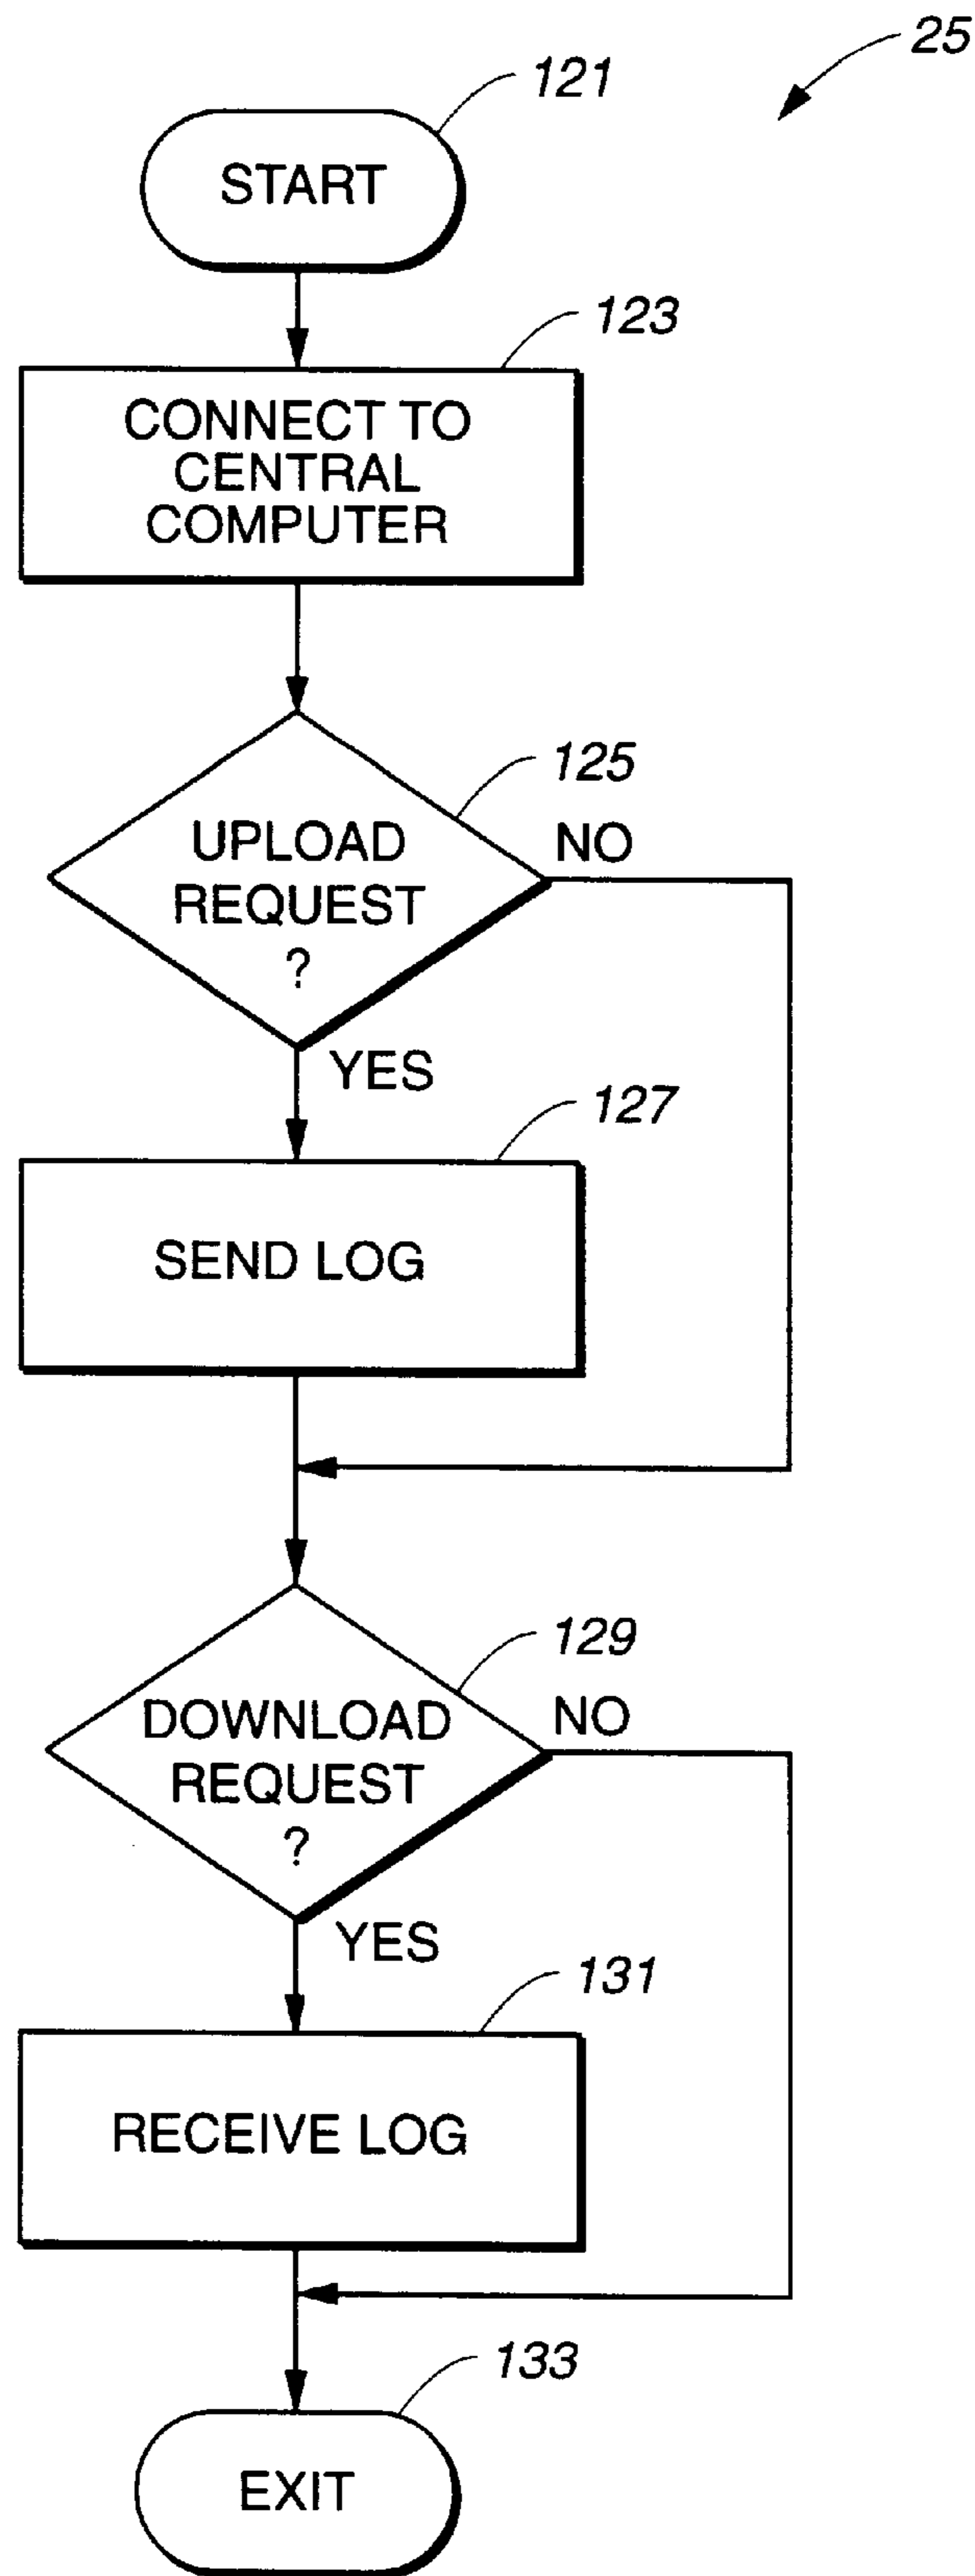 25
121
START
123
CONNECT TO
CENTRAL
COMPUTER
125
UPLOAD
REQUEST
?
NO
YES
127
SEND LOG
129
DOWNLOAD
REQUEST
?
NO
YES
131
RECEIVE LOG
133
EXIT